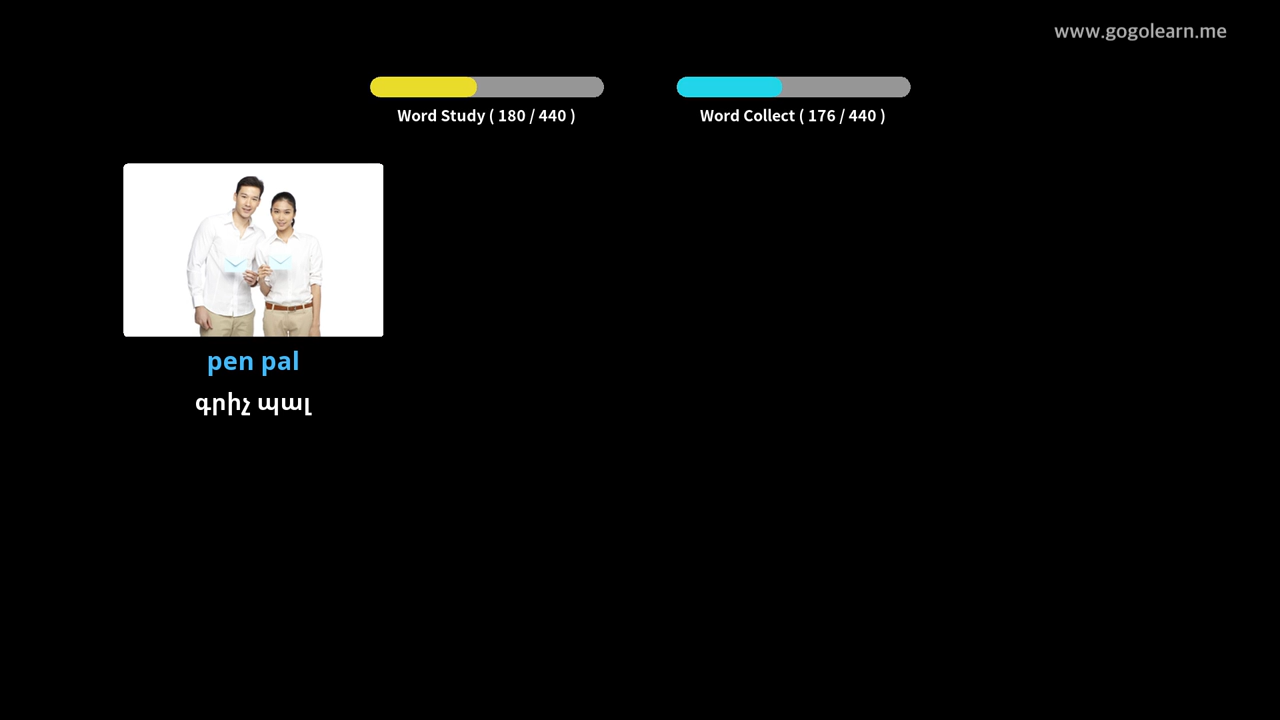 www.gogolearn.me
Word Study ( 180 / 440 )
Word Collect ( 176 / 440 )
pen pal
գրիչ պալ